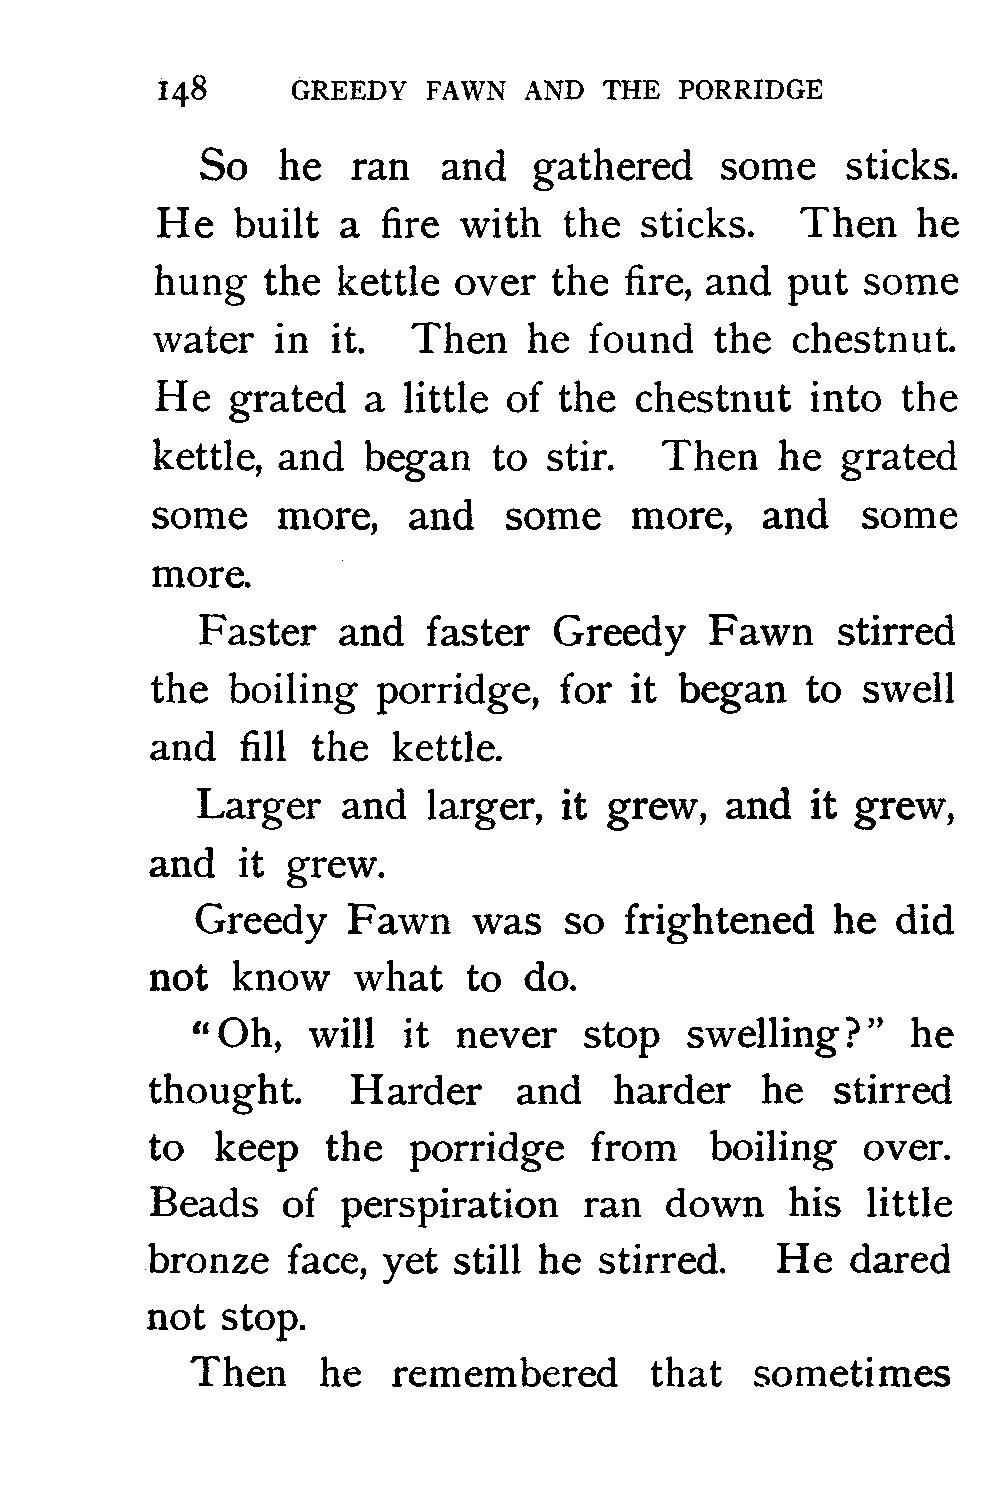 148 GREEDY FAWN AND THE PORRIDGE
So he ran and gathered some sticks.
He built a fire with the sticks. Then he
hung the kettle over the fire, and put some
water in it. Then he found the chestnut.
He grated a little of the chestnut into the
kettle, and began to stir. Then he grated
some more, and some more, and some
more.
Faster and faster Greedy Fawn stirred
the boiling porridge, for it began to swell
and fill the kettle.
Larger and larger, it grew, and it grew,
and it grew.
Greedy Fawn was so frightened he did
not know what to do.
“Oh, will it never stop swelling?” he
thought. Harder and harder he stirred
to keep the porridge from boiling over.
Beads of perspiration ran down his little
bronze face, yet still he stirred. He dared
not stop.
Then he remembered that sometimes